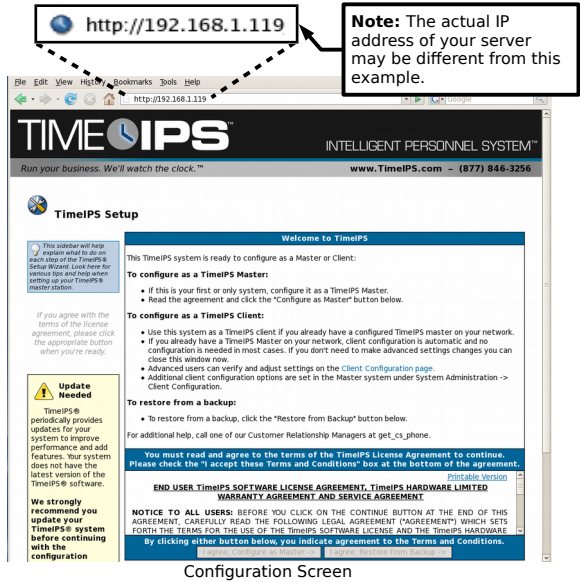 http://192.168.1.119
Note: The actual IP
address of your server
may be different from this
example.
File Edit View History Bookmarks Tools Help
http://192.168.1.119
Google
TIMEIPS™
INTELLIGENT PERSONNEL SYSTEM™
Run your business. We'll watch the clock.™
www.TimeIPS.com – (877) 846-3256
TimeIPS Setup
This sidebar will help
explain what to do on
each step of the TimeIPS®
Setup Wizard. Look here for
various tips and help when
setting up your TimeIPS®
master station.
If you agree with the
terms of the license
agreement, please click
the appropriate button
when you're ready.
Update
Needed
TimeIPS®
periodically provides
updates for your
system to improve
performance and add
features. Your system
does not have the
latest version of the
TimeIPS® software.
We strongly
recommend you
update your
TimeIPS® system
before continuing
with the
configuration
Welcome to TimeIPS
This TimeIPS system is ready to configure as a Master or Client:
To configure as a TimeIPS Master:
• If this is your first or only system, configure it as a TimeIPS Master.
• Read the agreement and click the "Configure as Master" button below.
To configure as a TimeIPS Client:
• Use this system as a TimeIPS client if you already have a configured TimeIPS master on your network.
• If you already have a TimeIPS Master on your network, client configuration is automatic and no
configuration is needed in most cases. If you don't need to make advanced settings changes you can
close this window now.
• Advanced users can verify and adjust settings on the Client Configuration page.
• Additional client configuration options are set in the Master system under System Administration ->
Client Configuration.
To restore from a backup:
• To restore from a backup, click the "Restore from Backup" button below.
For additional help, call one of our Customer Relationship Managers at get_cs_phone.
You must read and agree to the terms of the TimeIPS License Agreement to continue.
Please check the "I accept these Terms and Conditions" box at the bottom of the agreement.
Printable Version
END USER TimeIPS SOFTWARE LICENSE AGREEMENT, TimeIPS HARDWARE LIMITED
WARRANTY AGREEMENT AND SERVICE AGREEMENT
NOTICE TO ALL USERS: BEFORE YOU CLICK ON THE CONTINUE BUTTON AT THE END OF THIS
AGREEMENT, CAREFULLY READ THE FOLLOWING LEGAL AGREEMENT ("AGREEMENT") WHICH SETS
FORTH THE TERMS FOR THE USE OF THE TimeIPS SOFTWARE LICENSE AND THE TimeIPS HARDWARE
By clicking either button below, you indicate agreement to the Terms and Conditions.
I agree, Configure as Master -> I agree, Restore from Backup ->
Configuration Screen